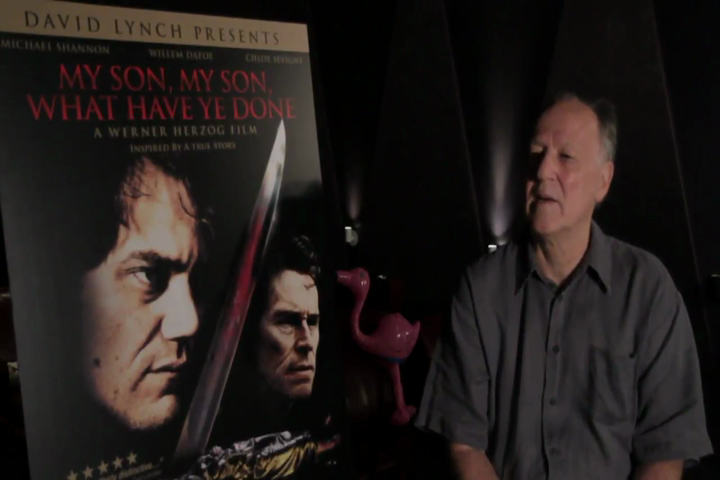 DAVID LYNCH PRESENTS
MICHAEL SHANNON WILLEM DAFOE CHLOE SEVIGNY
MY SON, MY SON,
WHAT HAVE YE DONE
A WERNER HERZOG FILM
INSPIRED BY A TRUE STORY